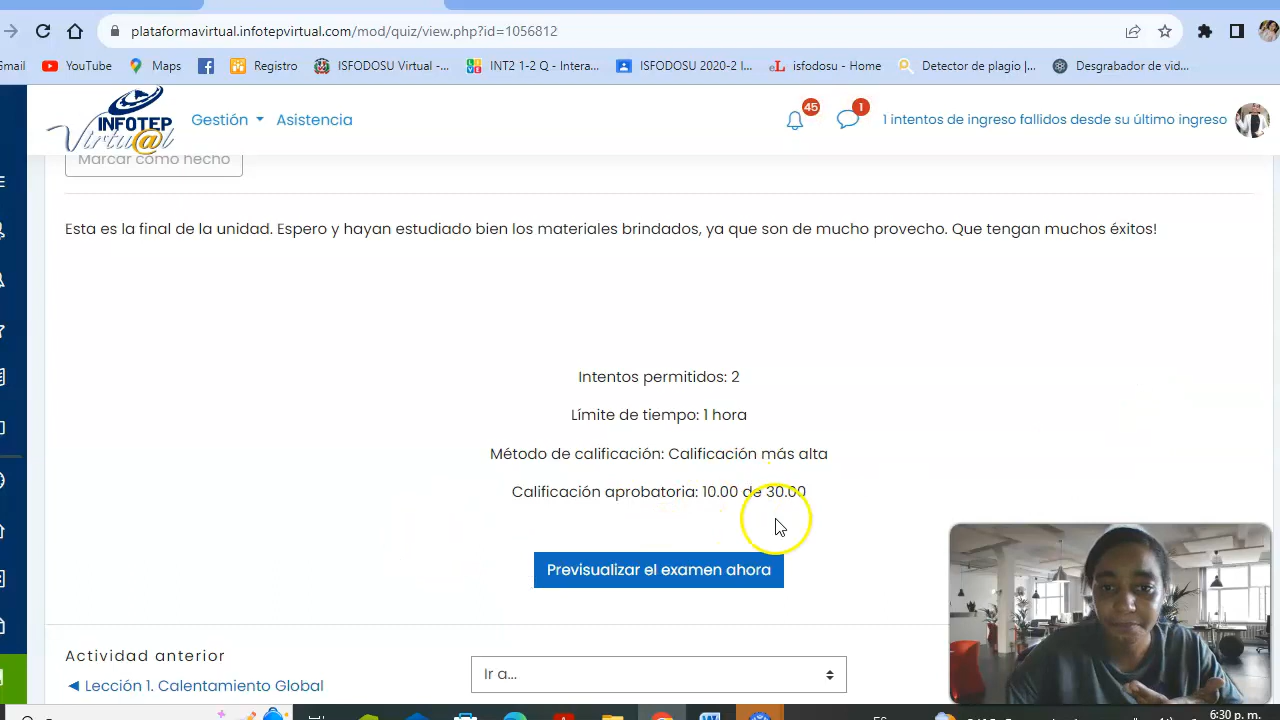 plataformavirtual.infotepvirtual.com/mod/quiz/view.php?id=1056812
Gmail YouTube Maps Registro ISFODOSU Virtual -... INT2 1-2 Q - Intera... ISFODOSU 2020-2 I... isfodosu - Home Detector de plagio |... Desgrabador de vid...
INFOTEP
Virtu@l
Gestión Asistencia 45 1 1 intentos de ingreso fallidos desde su último ingreso
Marcar como hecho
Esta es la final de la unidad. Espero y hayan estudiado bien los materiales brindados, ya que son de mucho provecho. Que tengan muchos éxitos!
Intentos permitidos: 2
Límite de tiempo: 1 hora
Método de calificación: Calificación más alta
Calificación aprobatoria: 10.00 de 30.00
Previsualizar el examen ahora
Actividad anterior
◄ Lección 1. Calentamiento Global
Ir a...
6:30 p. m.